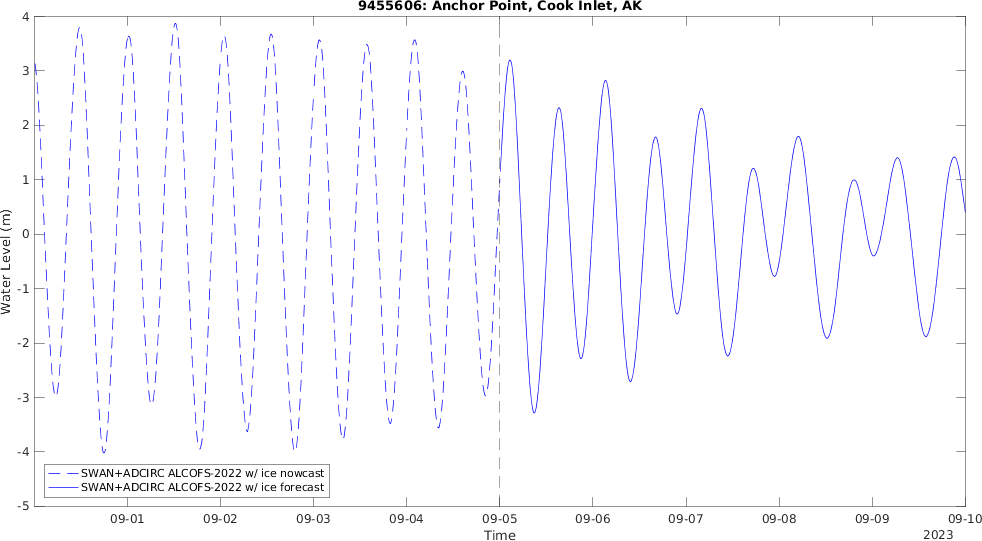 9455606: Anchor Point, Cook Inlet, AK
4
3
2
1
0
-1
-2
-3
-4
-5
Water Level (m)
SWAN+ADCIRC ALCOFS-2022 w/ ice nowcast
SWAN+ADCIRC ALCOFS-2022 w/ ice forecast
09-01 09-02 09-03 09-04 09-05 09-06 09-07 09-08 09-09 09-10
Time
2023